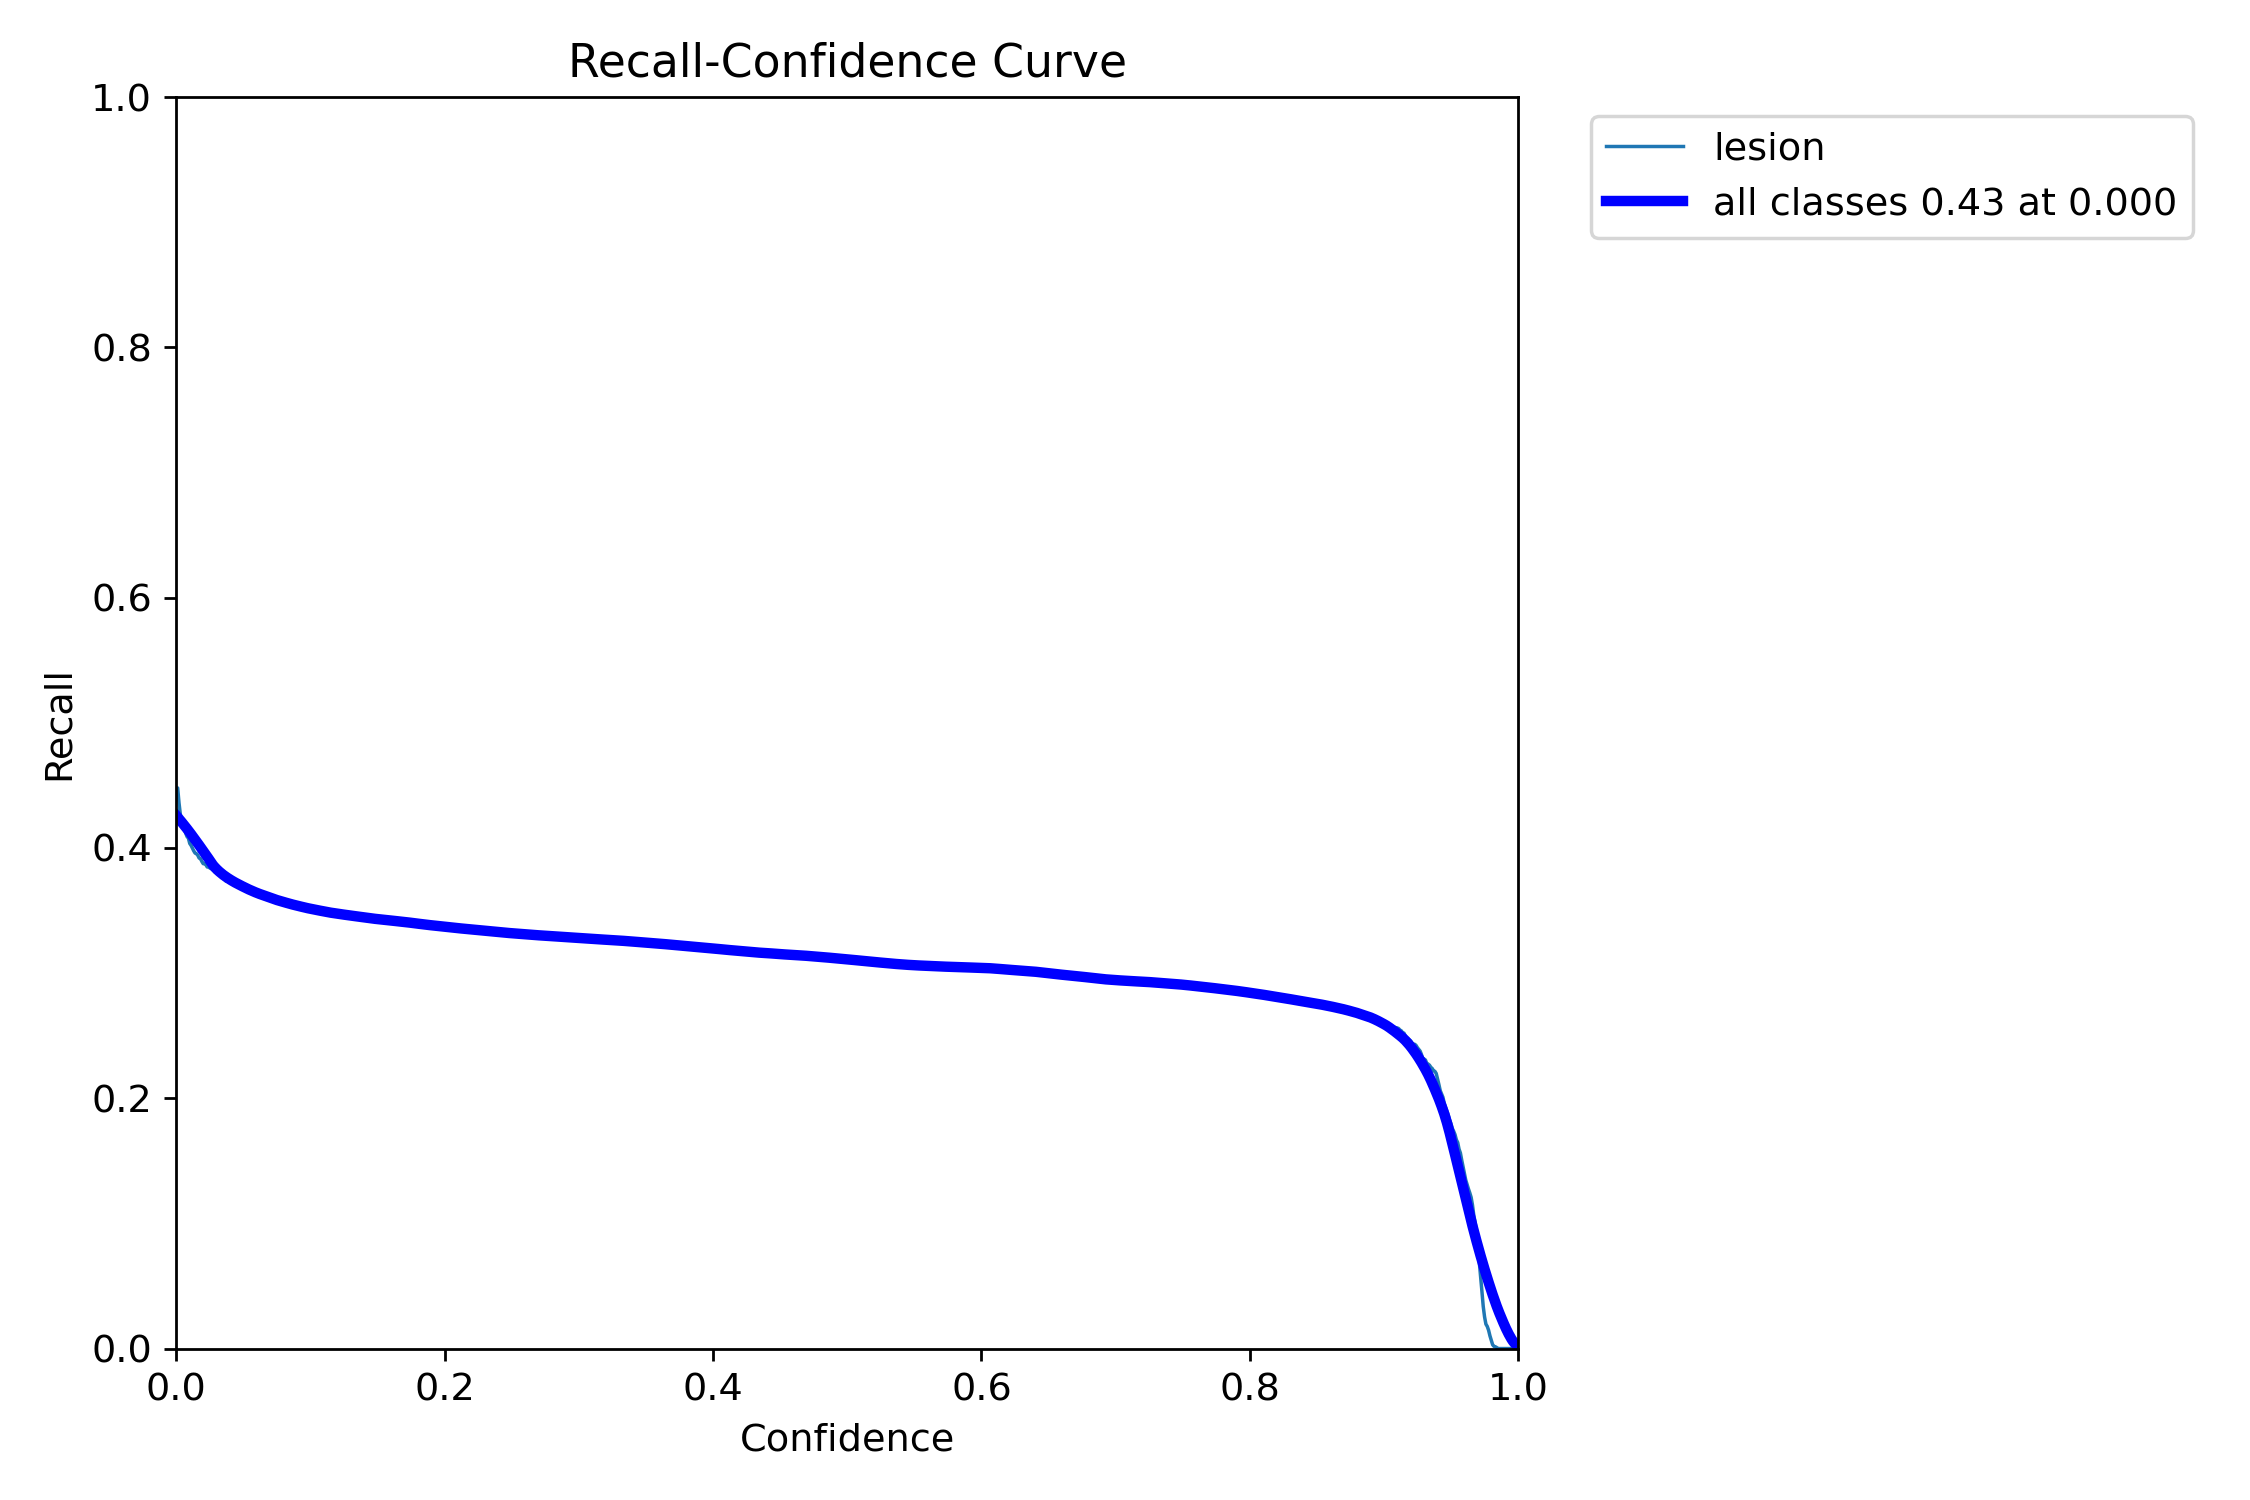 Recall-Confidence Curve
1.0
0.8
0.6
0.4
0.2
0.0
Recall
0.0 0.2 0.4 0.6 0.8 1.0
Confidence
lesion
all classes 0.43 at 0.000